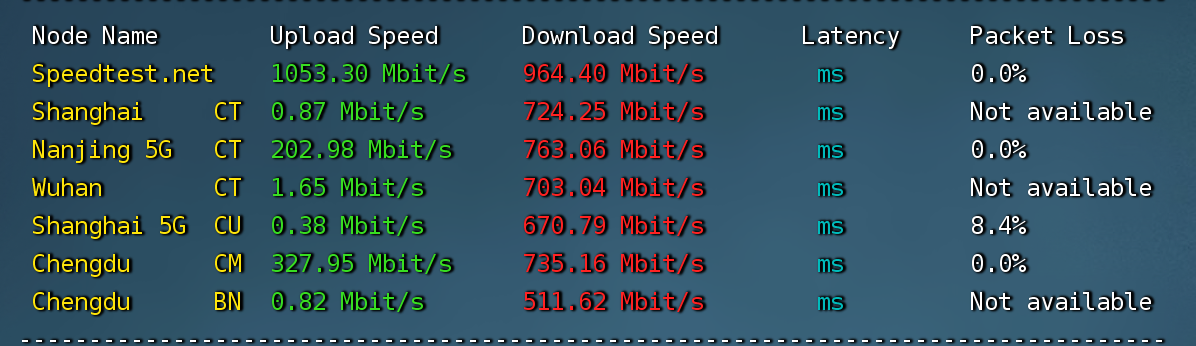 Node Name Upload Speed Download Speed Latency Packet Loss
Speedtest.net 1053.30 Mbit/s 964.40 Mbit/s ms 0.0%
Shanghai CT 0.87 Mbit/s 724.25 Mbit/s ms Not available
Nanjing 5G CT 202.98 Mbit/s 763.06 Mbit/s ms 0.0%
Wuhan CT 1.65 Mbit/s 703.04 Mbit/s ms Not available
Shanghai 5G CU 0.38 Mbit/s 670.79 Mbit/s ms 8.4%
Chengdu CM 327.95 Mbit/s 735.16 Mbit/s ms 0.0%
Chengdu BN 0.82 Mbit/s 511.62 Mbit/s ms Not available